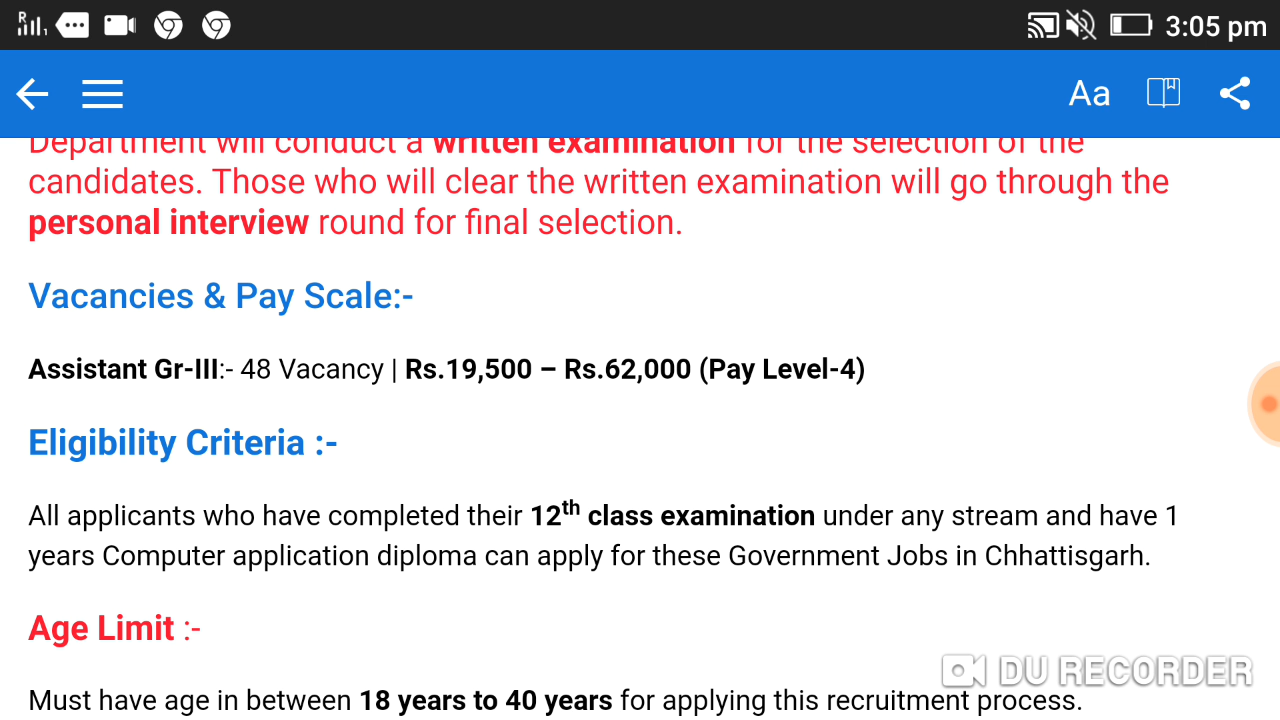 3:05 pm
Aa
Department will conduct a written examination for the selection of the
candidates. Those who will clear the written examination will go through the
personal interview round for final selection.
Vacancies & Pay Scale:-
Assistant Gr-III:- 48 Vacancy | Rs.19,500 – Rs.62,000 (Pay Level-4)
Eligibility Criteria :-
All applicants who have completed their 12th class examination under any stream and have 1
years Computer application diploma can apply for these Government Jobs in Chhattisgarh.
Age Limit :-
DU RECORDER
Must have age in between 18 years to 40 years for applying this recruitment process.